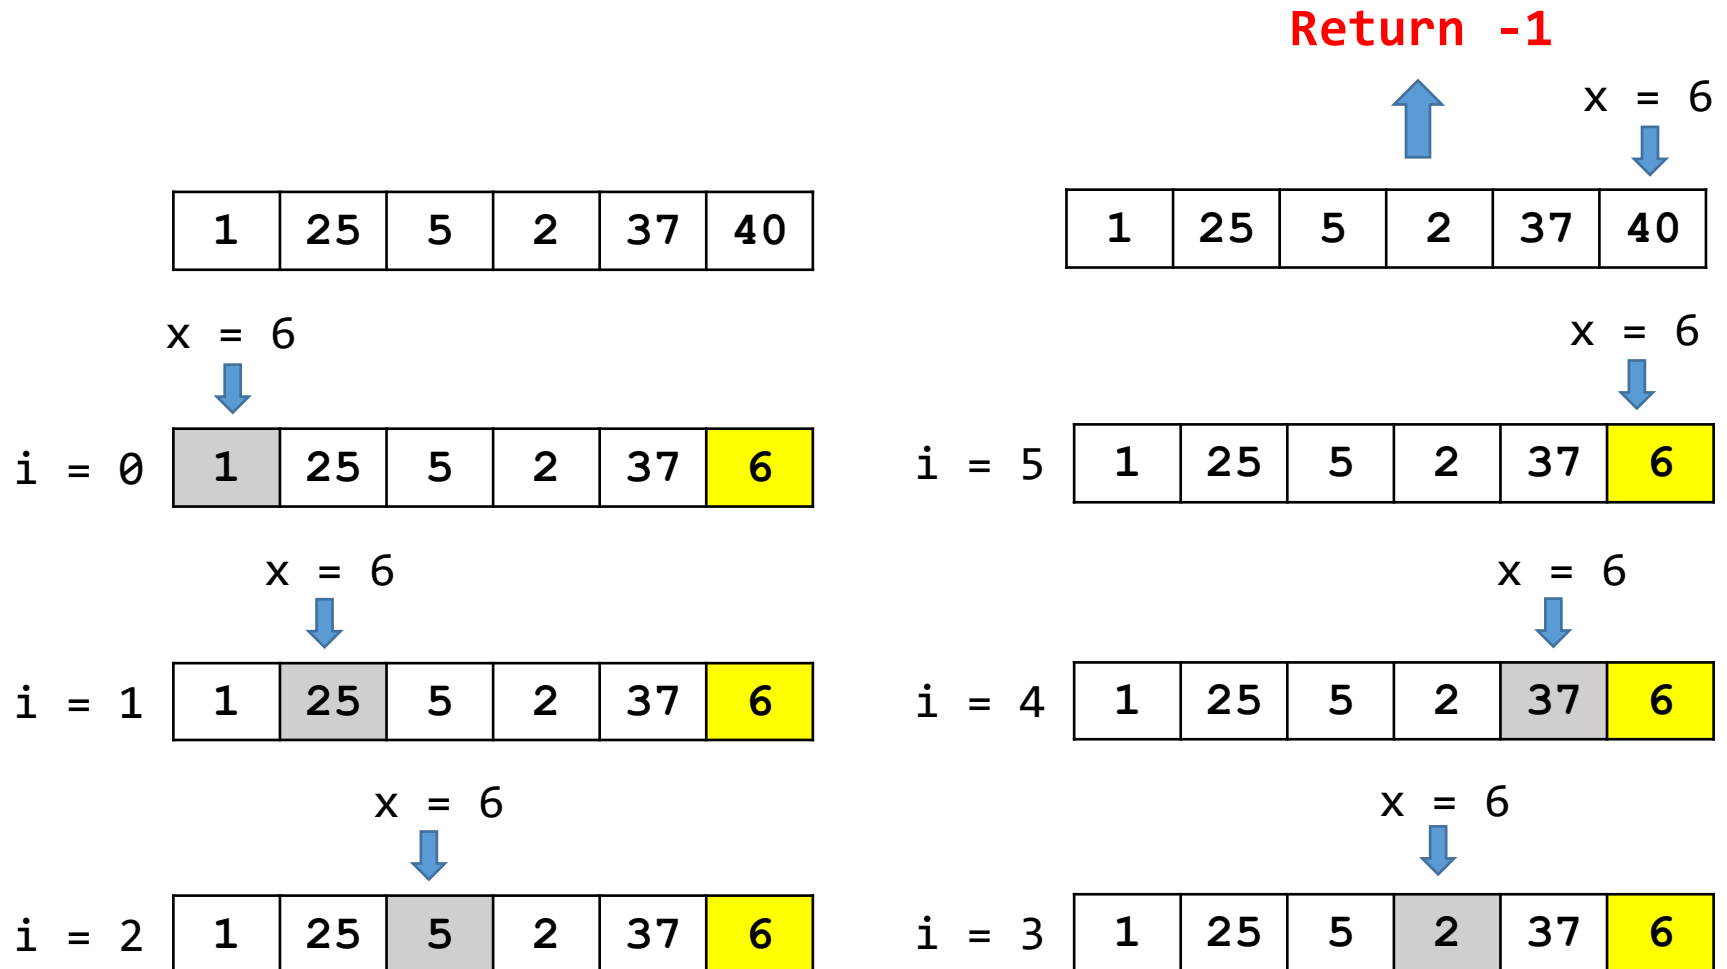 Return -1
x = 6
1 25 5 2 37 40
1 25 5 2 37 40
x = 6
x = 6
i = 0 1 25 5 2 37 6
i = 5 1 25 5 2 37 6
x = 6
x = 6
i = 1 1 25 5 2 37 6
i = 4 1 25 5 2 37 6
x = 6
x = 6
i = 2 1 25 5 2 37 6
i = 3 1 25 5 2 37 6